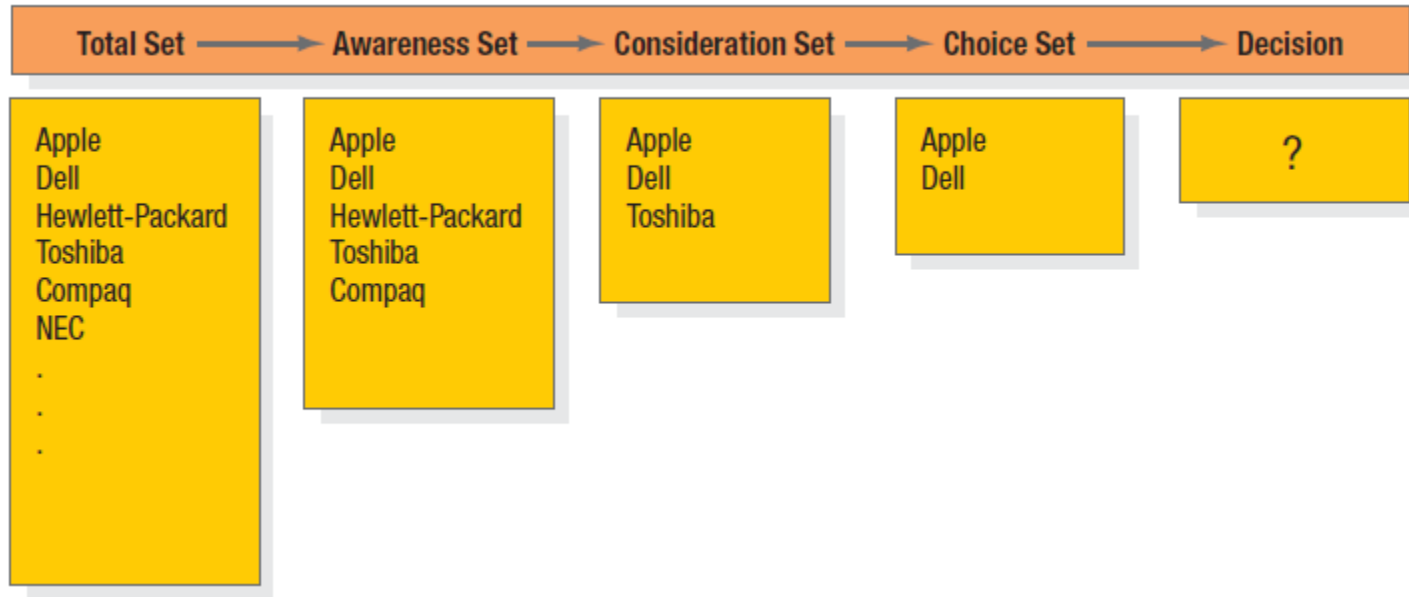 Total Set Awareness Set Consideration Set Choice Set Decision
Apple
Dell
Hewlett-Packard
Toshiba
Compaq
NEC
.
.
.
Apple
Dell
Hewlett-Packard
Toshiba
Compaq
Apple
Dell
Toshiba
Apple
Dell
?